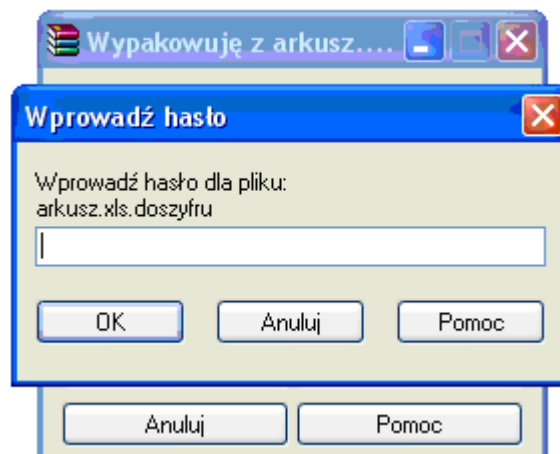 Wypakowuję z arkusz....
Wprowadź hasło
Wprowadź hasło dla pliku:
arkusz.xls.doszyfru
OK Anuluj Pomoc
Anuluj Pomoc